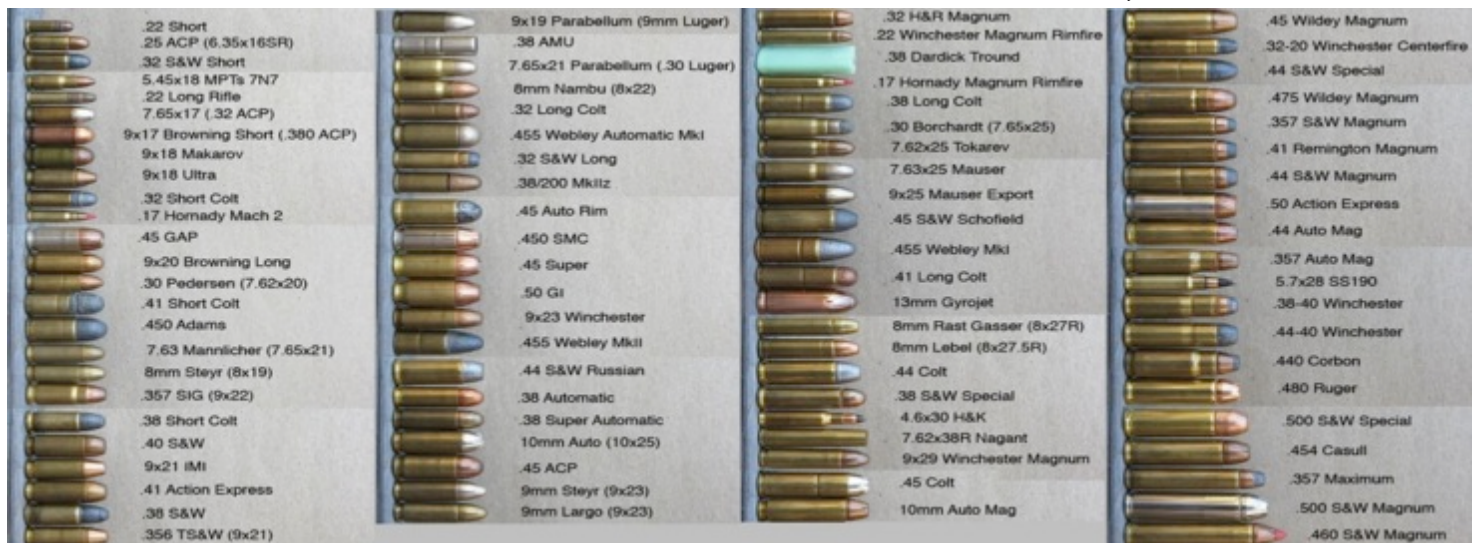 .22 Short
.25 ACP (6.35x16SR)
.32 S&W Short
5.45x18 MPTs 7N7
.22 Long Rifle
7.65x17 (.32 ACP)
9x17 Browning Short (.380 ACP)
9x18 Makarov
9x18 Ultra
.32 Short Colt
.17 Hornady Mach 2
.45 GAP
9x20 Browning Long
.30 Pedersen (7.62x20)
.41 Short Colt
.450 Adams
7.63 Mannlicher (7.65x21)
8mm Steyr (8x19)
.357 SIG (9x22)
.38 Short Colt
.40 S&W
9x21 IMI
.41 Action Express
.38 S&W
.356 TS&W (9x21)
9x19 Parabellum (9mm Luger)
.38 AMU
7.65x21 Parabellum (.30 Luger)
8mm Nambu (8x22)
.32 Long Colt
.455 Webley Automatic MkI
.32 S&W Long
.38/200 MkIIz
.45 Auto Rim
.450 SMC
.45 Super
.50 GI
9x23 Winchester
.455 Webley MkII
.44 S&W Russian
.38 Automatic
.38 Super Automatic
10mm Auto (10x25)
.45 ACP
9mm Steyr (9x23)
9mm Largo (9x23)
.32 H&R Magnum
.22 Winchester Magnum Rimfire
.38 Dardick Tround
.17 Hornady Magnum Rimfire
.38 Long Colt
.30 Borchardt (7.65x25)
7.62x25 Tokarev
7.63x25 Mauser
9x25 Mauser Export
.45 S&W Schofield
.455 Webley MkI
.41 Long Colt
13mm Gyrojet
8mm Rast Gasser (8x27R)
8mm Lebel (8x27.5R)
.44 Colt
.38 S&W Special
4.6x30 H&K
7.62x38R Nagant
9x29 Winchester Magnum
.45 Colt
10mm Auto Mag
.45 Wildey Magnum
.32-20 Winchester Centerfire
.44 S&W Special
.475 Wildey Magnum
.357 S&W Magnum
.41 Remington Magnum
.44 S&W Magnum
.50 Action Express
.44 Auto Mag
.357 Auto Mag
5.7x28 SS190
.38-40 Winchester
.44-40 Winchester
.440 Corbon
.480 Ruger
.500 S&W Special
.454 Casull
.357 Maximum
.500 S&W Magnum
.460 S&W Magnum